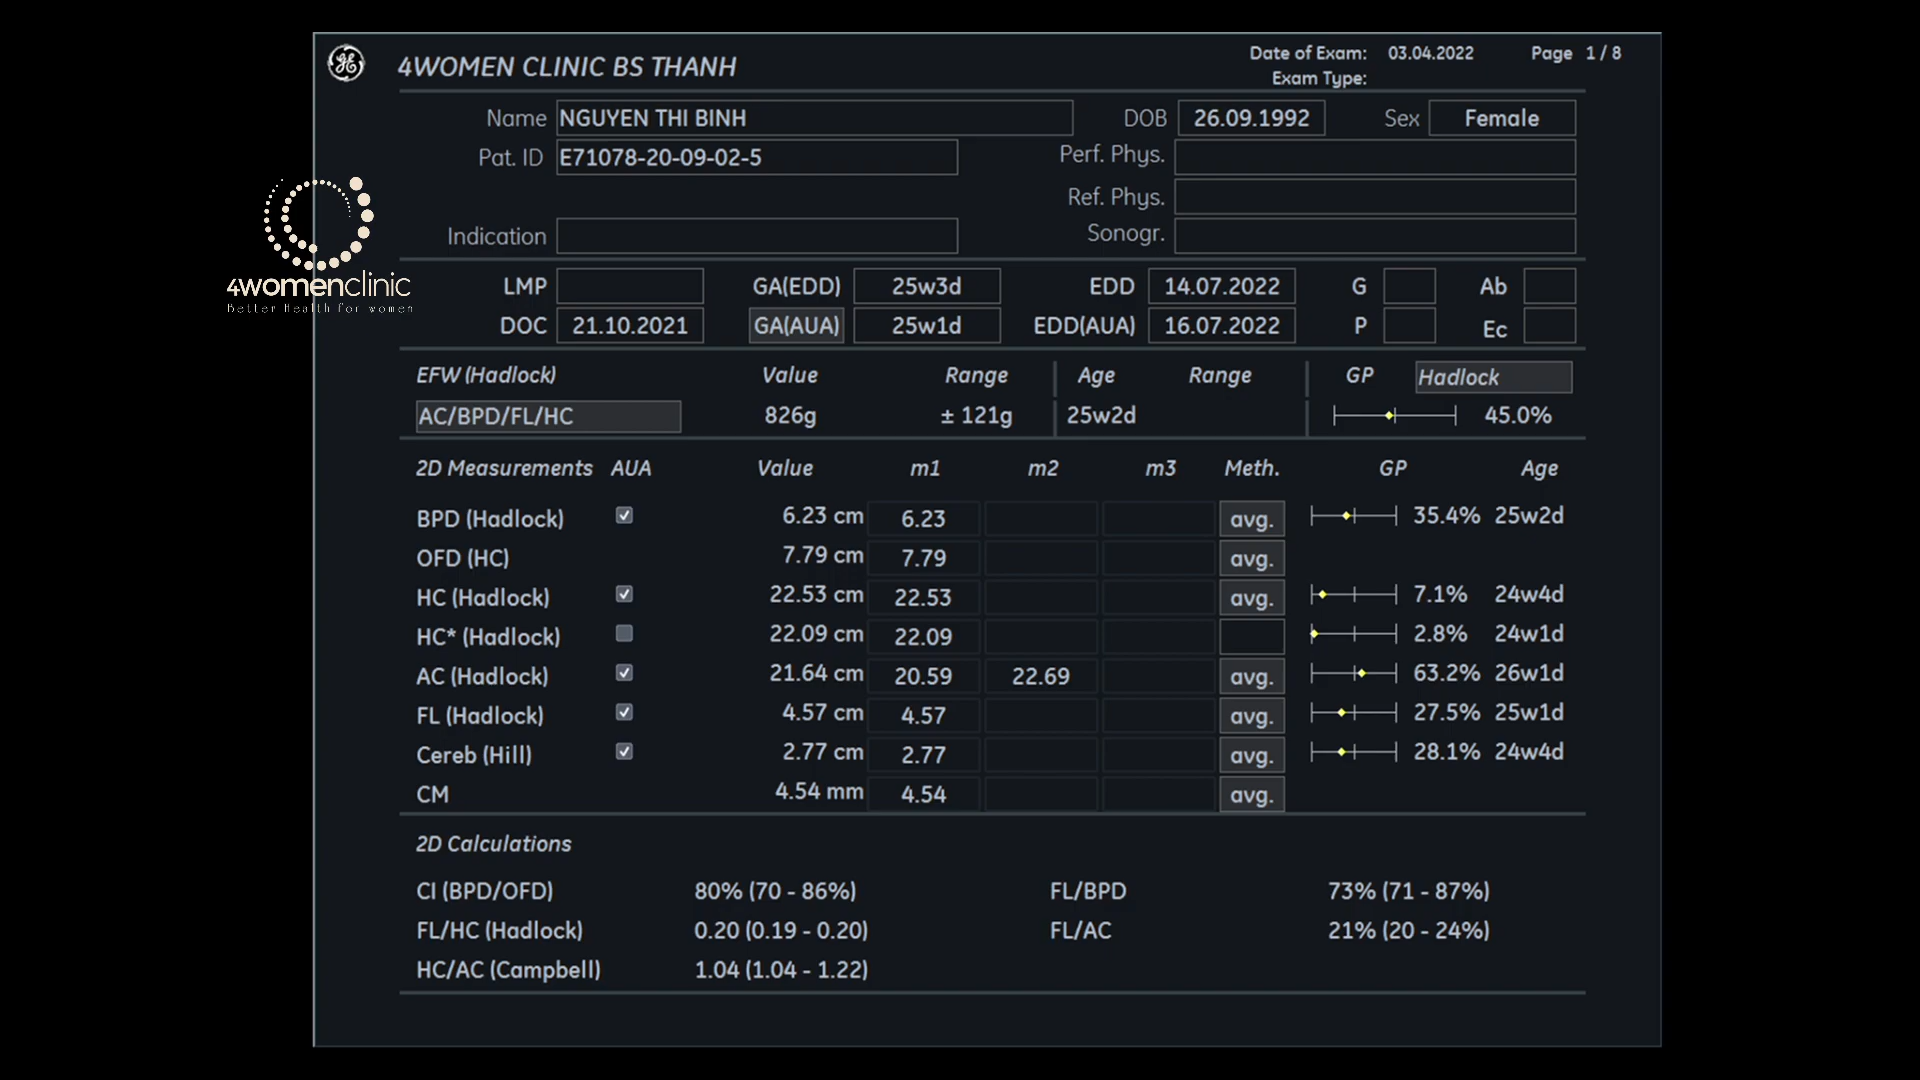 4WOMEN CLINIC BS THANH
Date of Exam: 03.04.2022 Page 1 / 8
Exam Type:
Name NGUYEN THI BINH DOB 26.09.1992 Sex Female
Pat. ID E71078-20-09-02-5 Perf. Phys.
Ref. Phys.
Indication Sonogr.
4womenclinic
Better Health for women
LMP GA(EDD) 25w3d EDD 14.07.2022 G Ab
DOC 21.10.2021 GA(AUA) 25w1d EDD(AUA) 16.07.2022 P Ec
EFW (Hadlock) Value Range Age Range GP Hadlock
AC/BPD/FL/HC 826g ± 121g 25w2d 45.0%
2D Measurements AUA Value m1 m2 m3 Meth. GP Age
BPD (Hadlock) 6.23 cm 6.23 avg. 35.4% 25w2d
OFD (HC) 7.79 cm 7.79 avg.
HC (Hadlock) 22.53 cm 22.53 avg. 7.1% 24w4d
HC* (Hadlock) 22.09 cm 22.09 2.8% 24w1d
AC (Hadlock) 21.64 cm 20.59 22.69 avg. 63.2% 26w1d
FL (Hadlock) 4.57 cm 4.57 avg. 27.5% 25w1d
Cereb (Hill) 2.77 cm 2.77 avg. 28.1% 24w4d
CM 4.54 mm 4.54 avg.
2D Calculations
CI (BPD/OFD) 80% (70 - 86%) FL/BPD 73% (71 - 87%)
FL/HC (Hadlock) 0.20 (0.19 - 0.20) FL/AC 21% (20 - 24%)
HC/AC (Campbell) 1.04 (1.04 - 1.22)